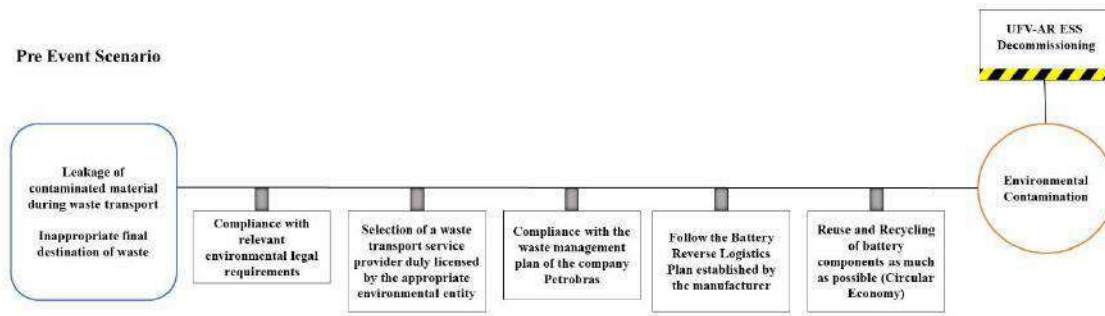 Pre Event Scenario
UFV-AR ESS
Decommissioning
Leakage of
contaminated material
during waste transport
Inappropriate final
destination of waste
Compliance with
relevant
environmental legal
requirements
Selection of a waste
transport service
provider duly licensed
by the appropriate
environmental entity
Compliance with the
waste management
plan of the company
Petrobras
Follow the Battery
Reverse Logistics
Plan established by
the manufacturer
Reuse and Recycling
of battery
components as much
as possible (Circular
Economy)
Environmental
Contamination